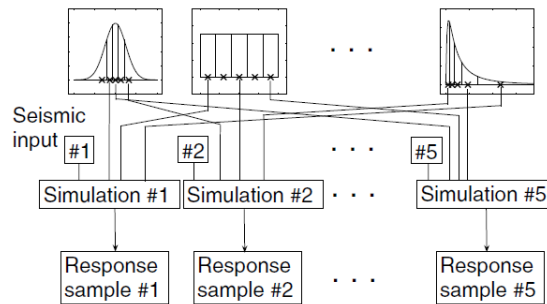 Seismic
input
#1
#2
#5
Simulation #1
Simulation #2
Simulation #5
Response
sample #1
Response
sample #2
Response
sample #5